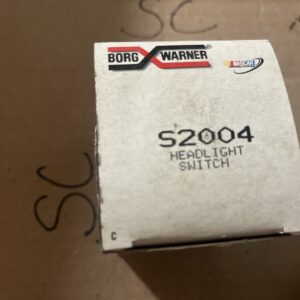 SC
BORG WARNER
NASCAR
S2004
HEADLIGHT
SWITCH
SC
C